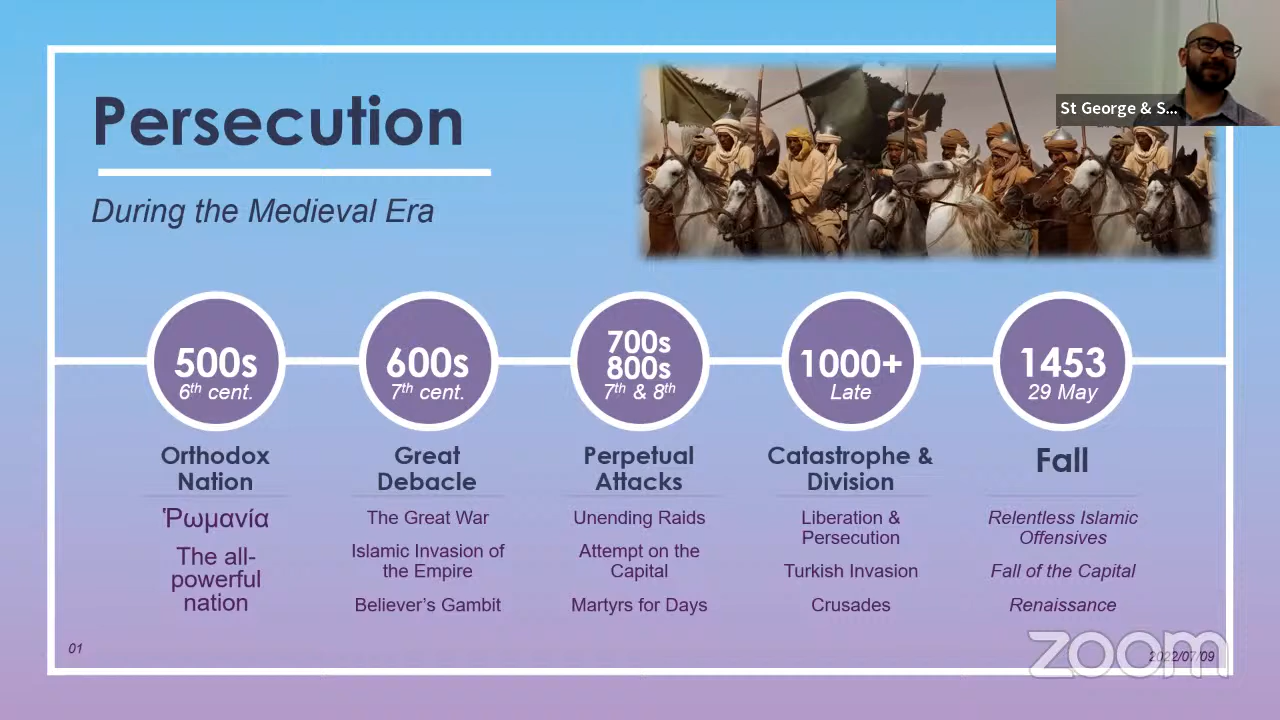 St George & S...
Persecution
During the Medieval Era
500s
6th cent.
600s
7th cent.
700s
800s
7th & 8th
1000+
Late
1453
29 May
Orthodox
Nation
Ῥωμανία
The all-
powerful
nation
Great
Debacle
The Great War
Islamic Invasion of
the Empire
Believer's Gambit
Perpetual
Attacks
Unending Raids
Attempt on the
Capital
Martyrs for Days
Catastrophe &
Division
Liberation &
Persecution
Turkish Invasion
Crusades
Fall
Relentless Islamic
Offensives
Fall of the Capital
Renaissance
01
2022/07/09
zoom